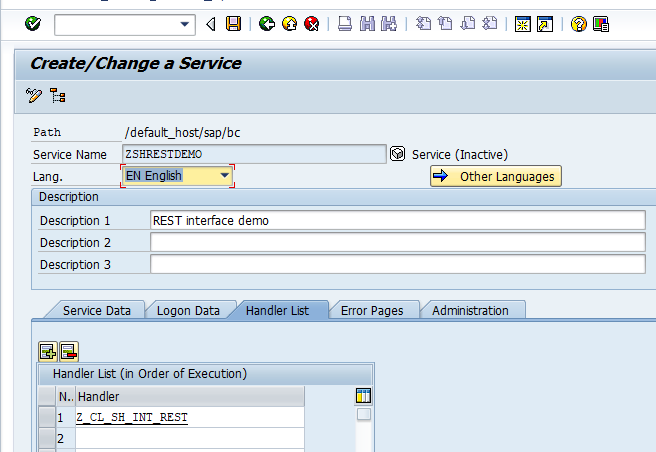 Create/Change a Service
Path /default_host/sap/bc
Service Name ZSHRESTDEMO Service (Inactive)
Lang. EN English Other Languages
Description
Description 1 REST interface demo
Description 2
Description 3
Service Data Logon Data Handler List Error Pages Administration
Handler List (in Order of Execution)
N.. Handler
1 Z_CL_SH_INT_REST
2